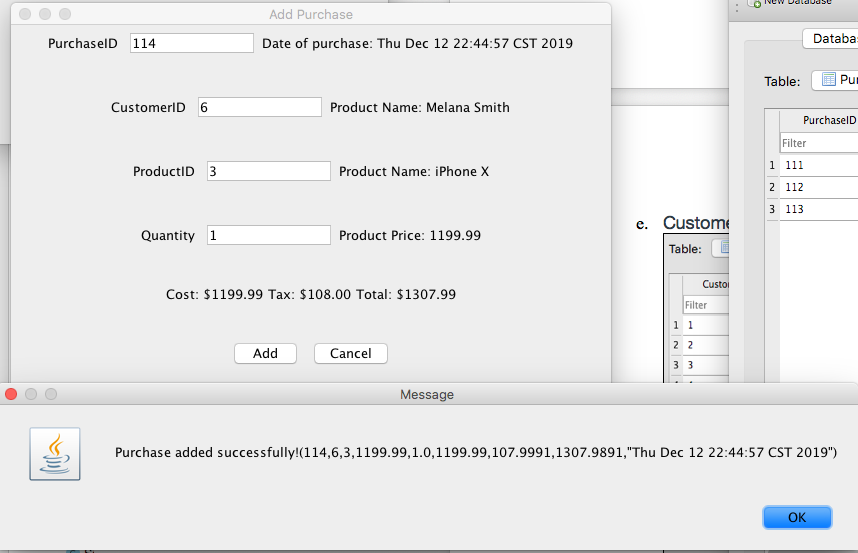 Add Purchase
PurchaseID 114 Date of purchase: Thu Dec 12 22:44:57 CST 2019
CustomerID 6 Product Name: Melana Smith
ProductID 3 Product Name: iPhone X
Quantity 1 Product Price: 1199.99
Cost: $1199.99 Tax: $108.00 Total: $1307.99
Add Cancel
New Database
Databa
Table: Pu
PurchaseID
Filter
1 111
2 112
3 113
e. Custome
Table:
Custo
Filter
1 1
2 2
3 3
Message
Purchase added successfully!(114,6,3,1199.99,1.0,1199.99,107.9991,1307.9891,"Thu Dec 12 22:44:57 CST 2019")
OK